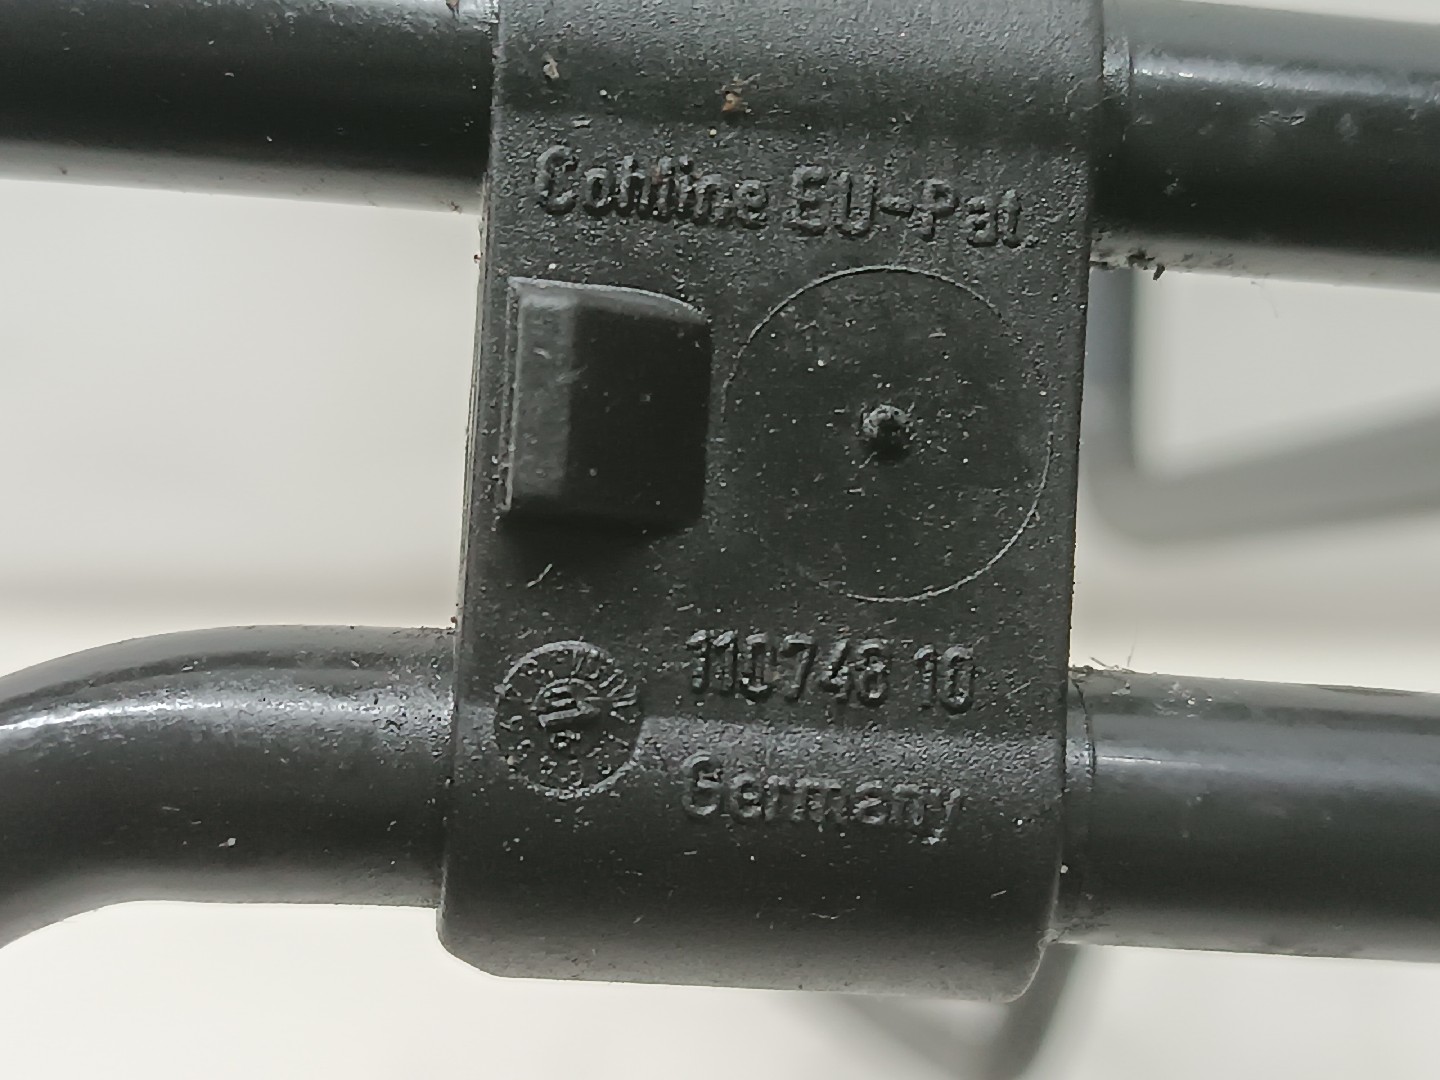 Cohline EU-Pat.
110748 10
Germany